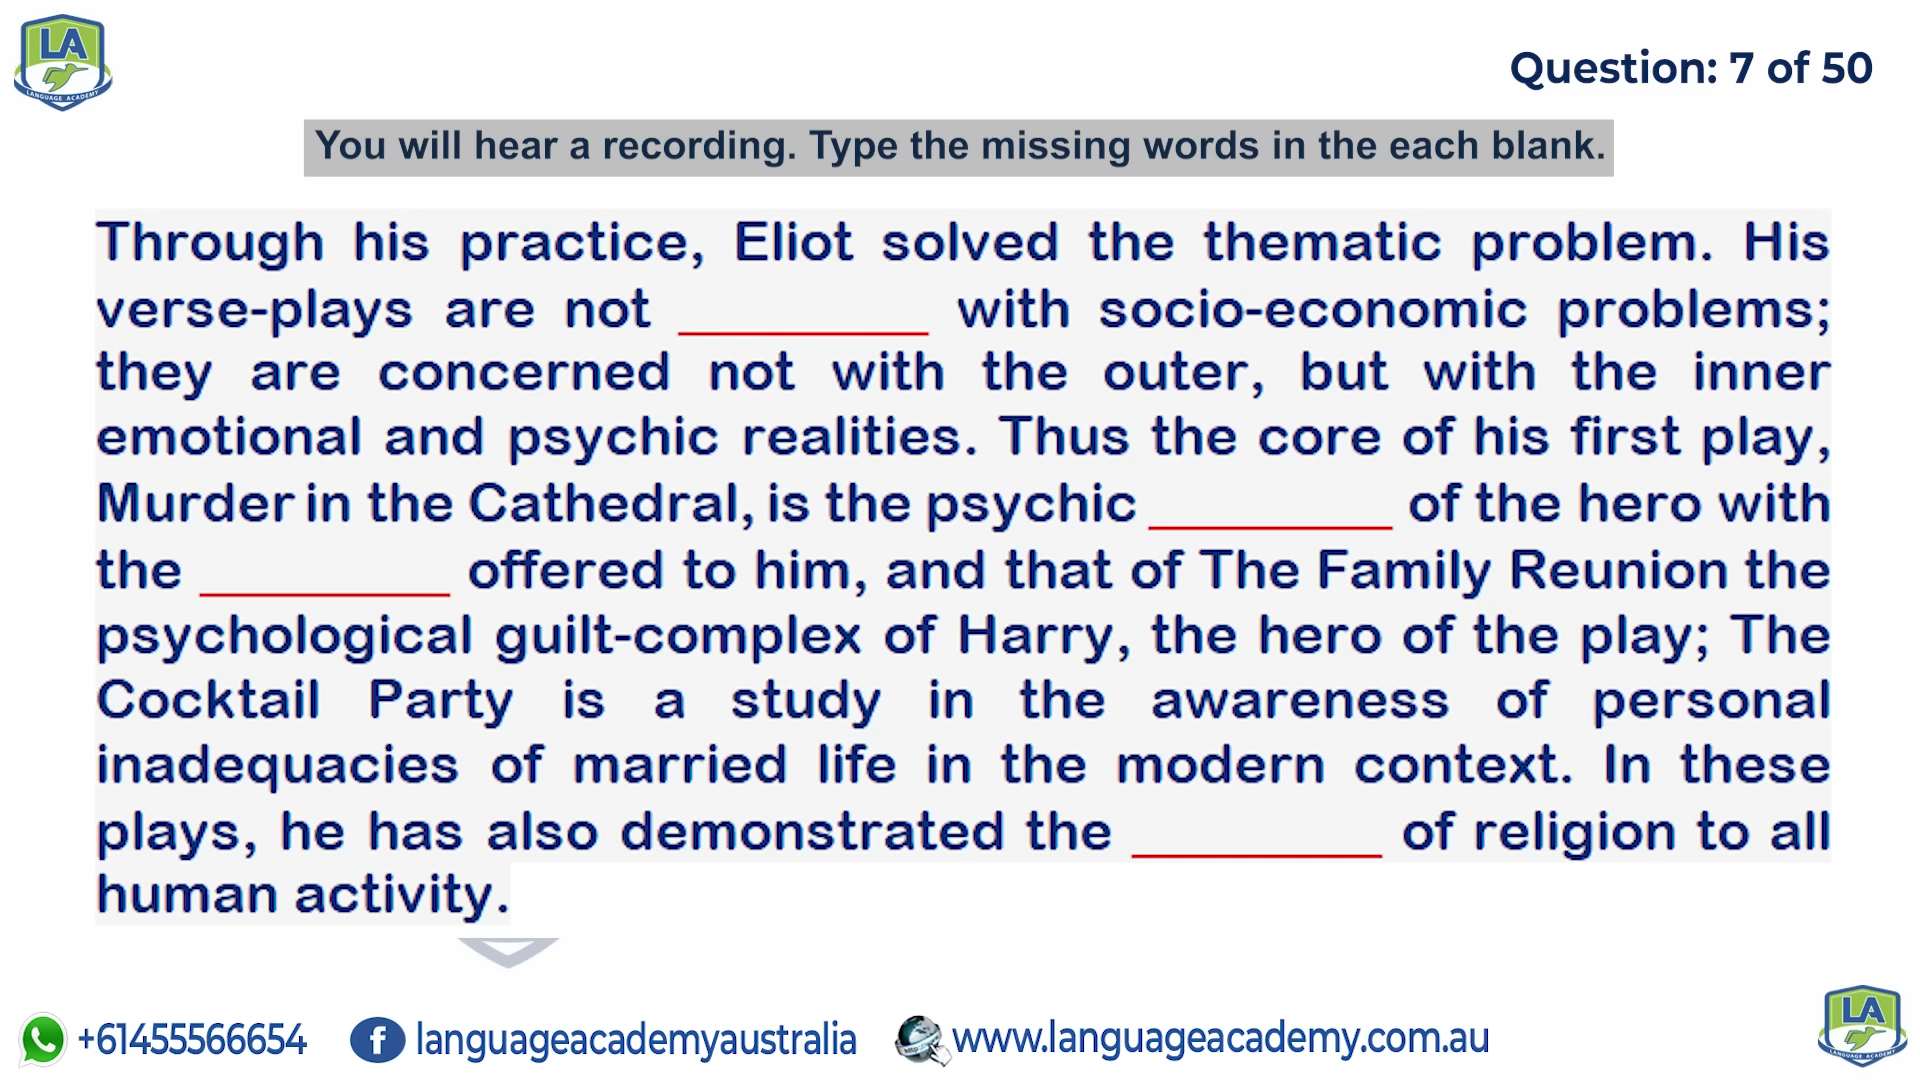 LA
LANGUAGE ACADEMY
Question: 7 of 50
You will hear a recording. Type the missing words in the each blank.
Through his practice, Eliot solved the thematic problem. His
verse-plays are not __________ with socio-economic problems;
they are concerned not with the outer, but with the inner
emotional and psychic realities. Thus the core of his first play,
Murder in the Cathedral, is the psychic __________ of the hero with
the __________ offered to him, and that of The Family Reunion the
psychological guilt-complex of Harry, the hero of the play; The
Cocktail Party is a study in the awareness of personal
inadequacies of married life in the modern context. In these
plays, he has also demonstrated the __________ of religion to all
human activity.
+61455566654
f languageacademyaustralia
www.languageacademy.com.au
LA
LANGUAGE ACADEMY